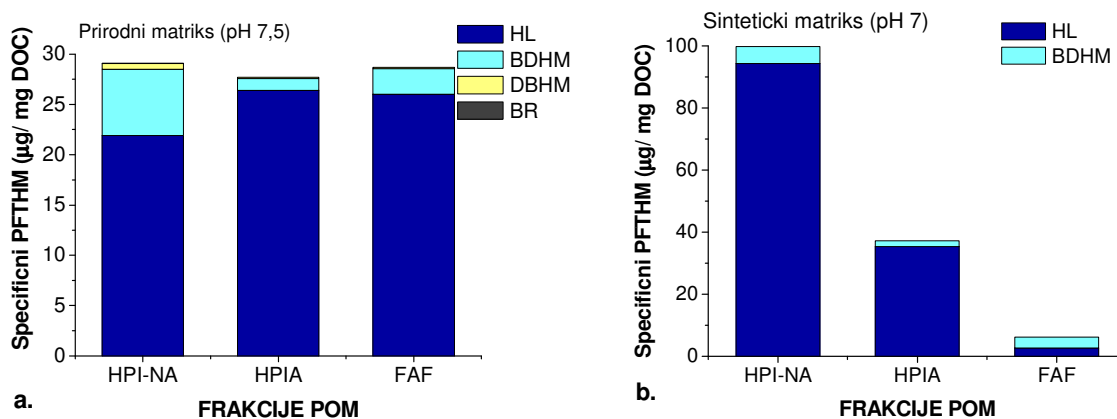 Prirodni matriks (pH 7,5)
HL
BDHM
DBHM
BR
Specificni PFTHM (µg/ mg DOC)
30
25
20
15
10
5
0
HPI-NA HPIA FAF
a.
FRAKCIJE POM
Sinteticki matriks (pH 7)
HL
BDHM
Specificni PFTHM (µg/ mg DOC)
100
80
60
40
20
0
HPI-NA HPIA FAF
b.
FRAKCIJE POM